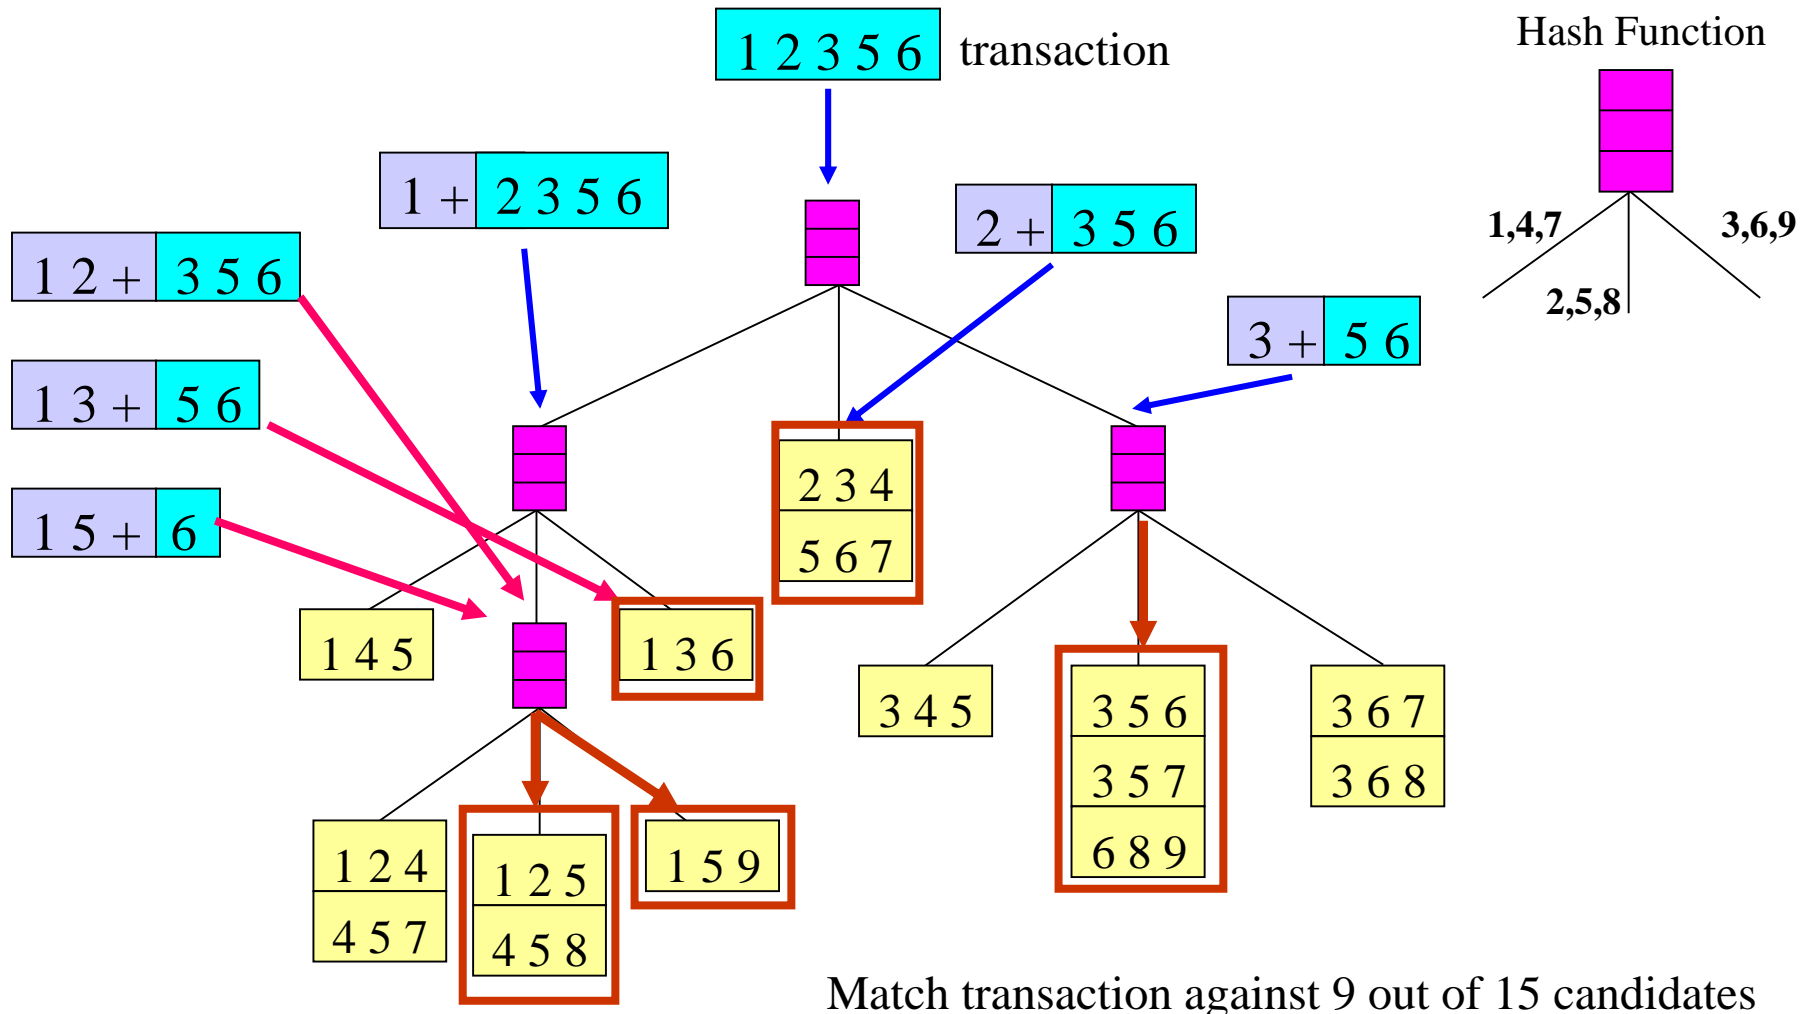 1 2 3 5 6 transaction
Hash Function
1 + 2 3 5 6
2 + 3 5 6
1,4,7
3,6,9
1 2 + 3 5 6
2,5,8
3 + 5 6
1 3 + 5 6
2 3 4
5 6 7
1 5 + 6
1 4 5
1 3 6
3 4 5
3 5 6
3 6 7
3 5 7
3 6 8
6 8 9
1 2 4
1 2 5
1 5 9
4 5 7
4 5 8
Match transaction against 9 out of 15 candidates